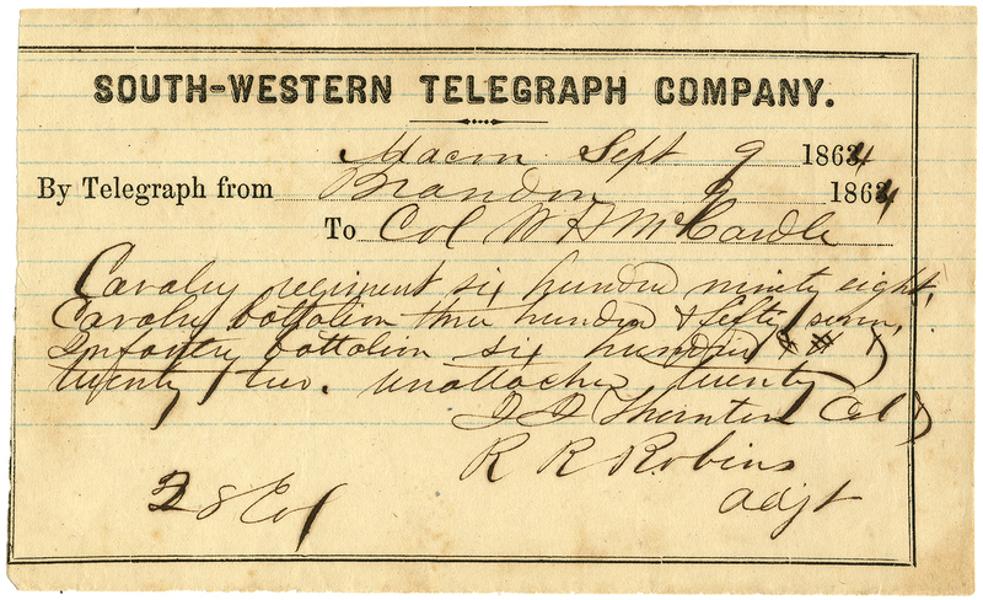 SOUTH-WESTERN TELEGRAPH COMPANY.
Macon Sept 9 1864
By Telegraph from Brandon 9 1864
To Col W H McCardle
Cavalry regiment six hundred ninety eight,
Cavalry battalion three hundred & fifty seven,
Infantry battalion six hundred &
twenty two. unattached twenty
Thornton Col
R R Robins
adjt